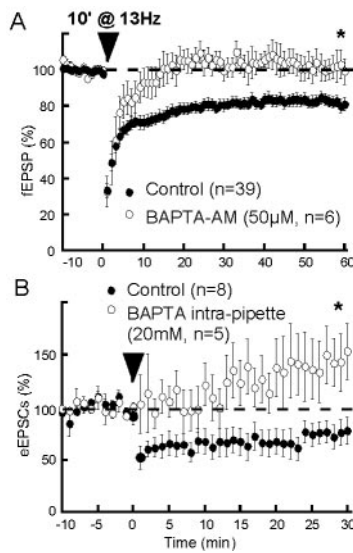 A
10' @ 13Hz
*
120
100
80
60
40
20
0
fEPSP (%)
Control (n=39)
BAPTA-AM (50μM, n=6)
-10 0 10 20 30 40 50 60
B
Control (n=8)
BAPTA intra-pipette
(20mM, n=5)
*
150
100
50
0
eEPSCs (%)
-10 -5 0 5 10 15 20 25 30
Time (min)